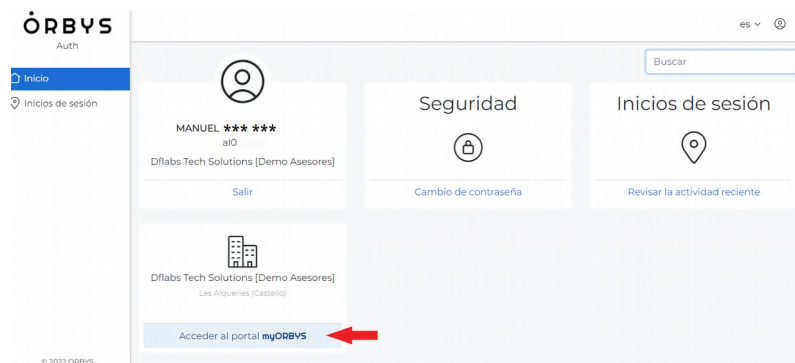 ÓRBYS
Auth
es
Inicio
Inicios de sesión
Buscar
MANUEL *** ***
al0
Dflabs Tech Solutions [Demo Asesores]
Salir
Seguridad
Cambio de contraseña
Inicios de sesión
Revisar la actividad reciente
Dflabs Tech Solutions [Demo Asesores]
Les Alqueries (Castelló)
Acceder al portal myORBYS
© 2022 ORBYS